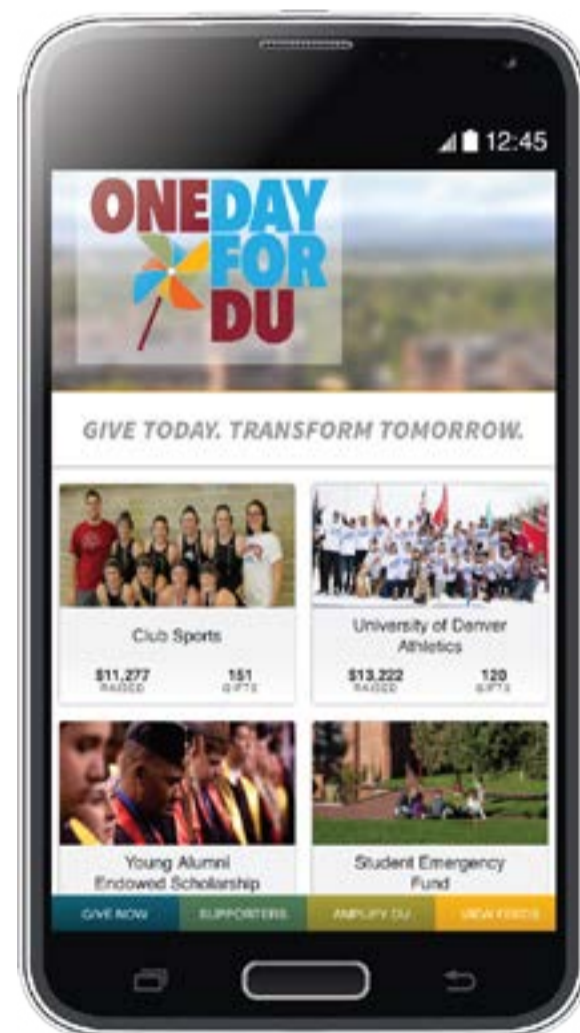 12:45
ONEDAY
FOR
DU
GIVE TODAY. TRANSFORM TOMORROW.
Club Sports
$11,277 151
RAISED GIFTS
University of Denver
Athletics
$13,222 120
RAISED GIFTS
Young Alumni
Endowed Scholarship
Student Emergency
Fund
GIVE NOW SUPPORTERS AMPLIFY DU VIEW FEEDS